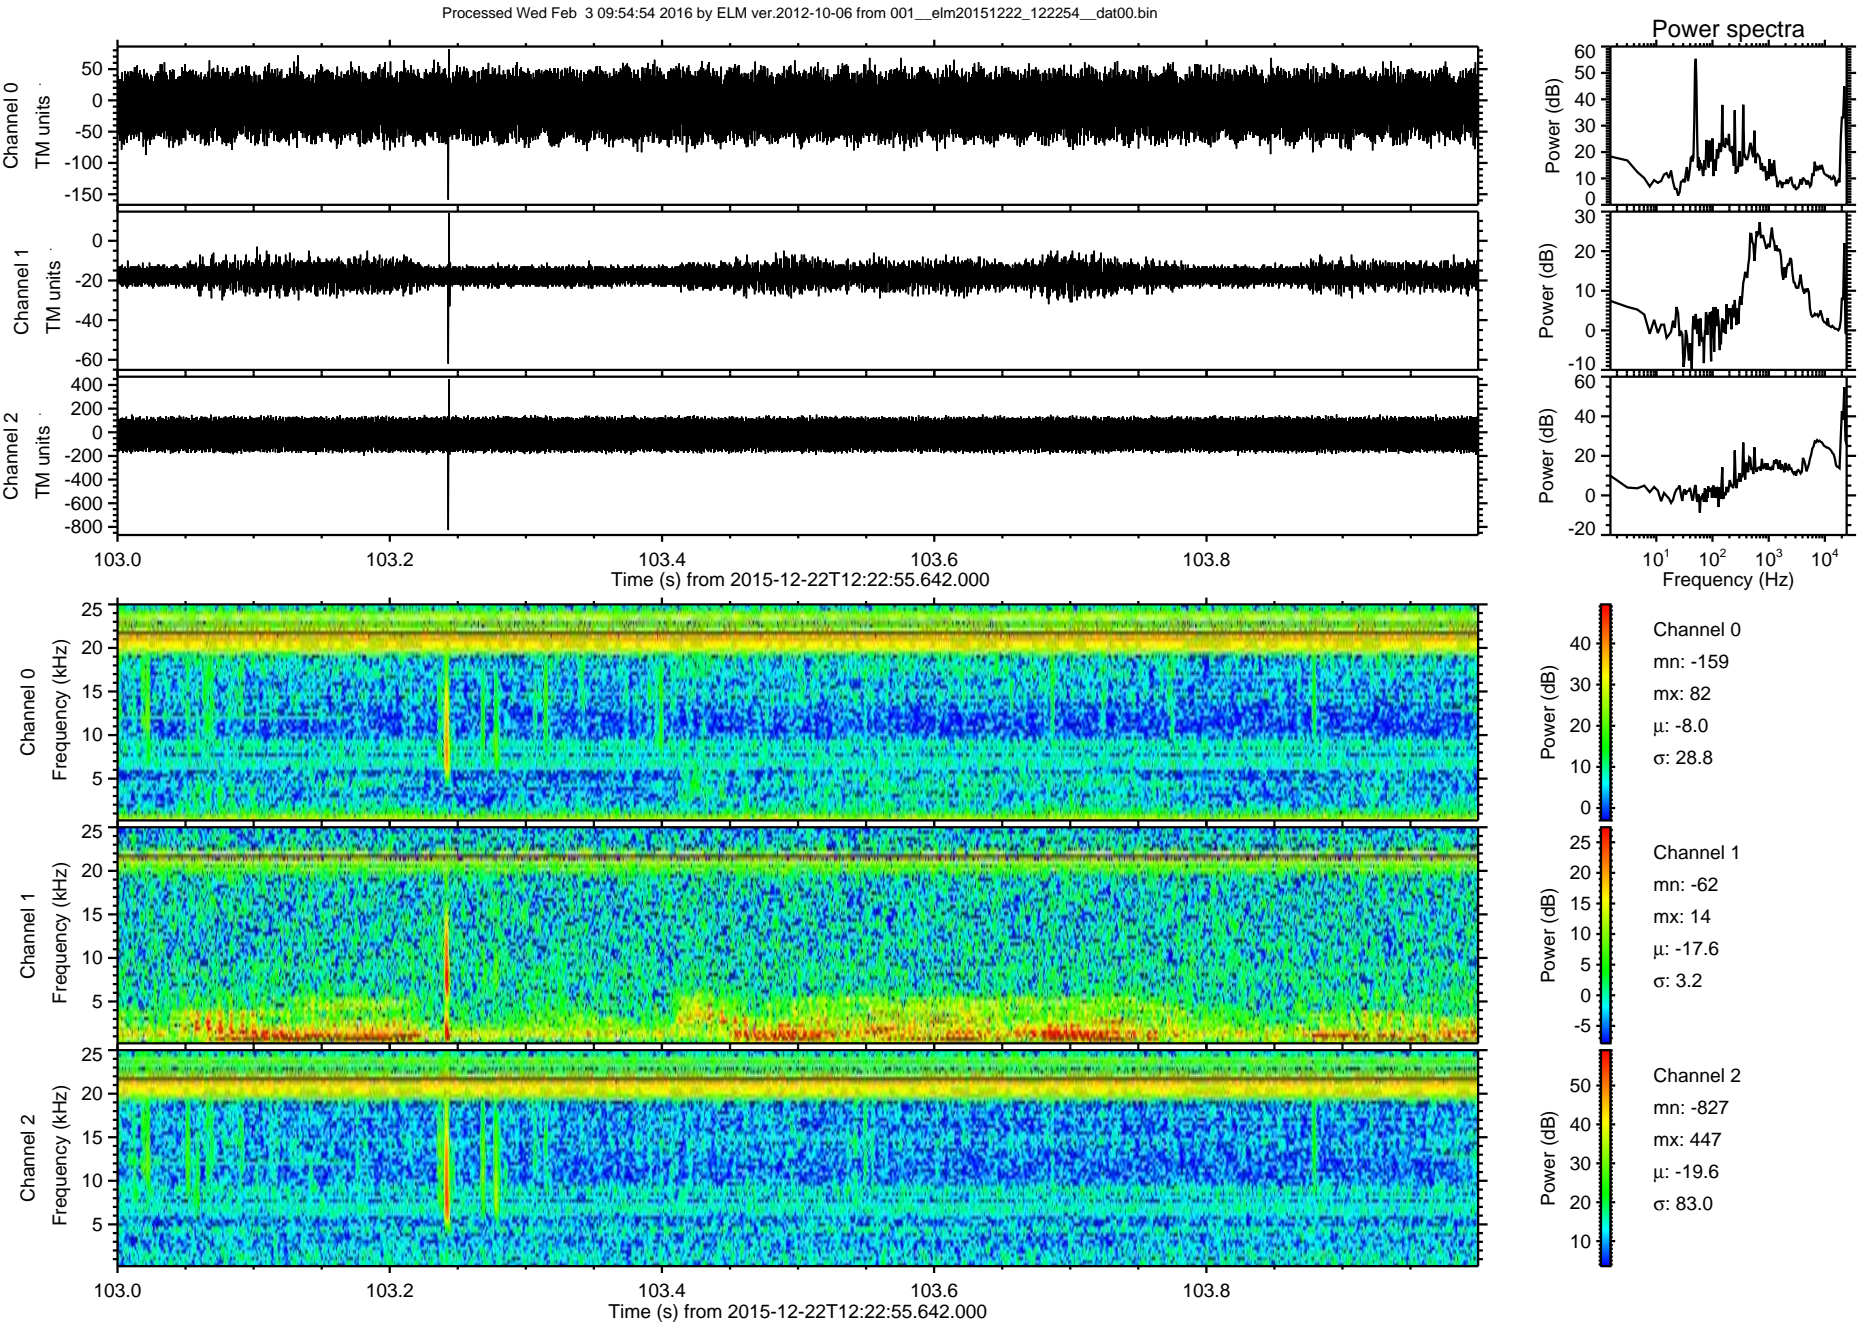 Processed Wed Feb  3 09:54:54 2016 by ELM ver.2012-10-06 from 001__elm20151222_122254__dat00.bin
Power spectra
Channel 0
TM units
50
0
-50
-100
-150
Power (dB)
60
50
40
30
20
10
0
Channel 1
TM units
0
-20
-40
-60
Power (dB)
30
20
10
0
-10
Channel 2
TM units
400
200
0
-200
-400
-600
-800
Power (dB)
60
40
20
0
-20
103.0 103.2 103.4 103.6 103.8
Time (s) from 2015-12-22T12:22:55.642.000
10^1 10^2 10^3 10^4
Frequency (Hz)
Channel 0
Frequency (kHz)
25
20
15
10
5
Power (dB)
40
30
20
10
0
Channel 0
mn: -159
mx: 82
μ: -8.0
σ: 28.8
Channel 1
Frequency (kHz)
25
20
15
10
5
Power (dB)
25
20
15
10
5
0
-5
Channel 1
mn: -62
mx: 14
μ: -17.6
σ: 3.2
Channel 2
Frequency (kHz)
25
20
15
10
5
Power (dB)
50
40
30
20
10
Channel 2
mn: -827
mx: 447
μ: -19.6
σ: 83.0
103.0 103.2 103.4 103.6 103.8
Time (s) from 2015-12-22T12:22:55.642.000